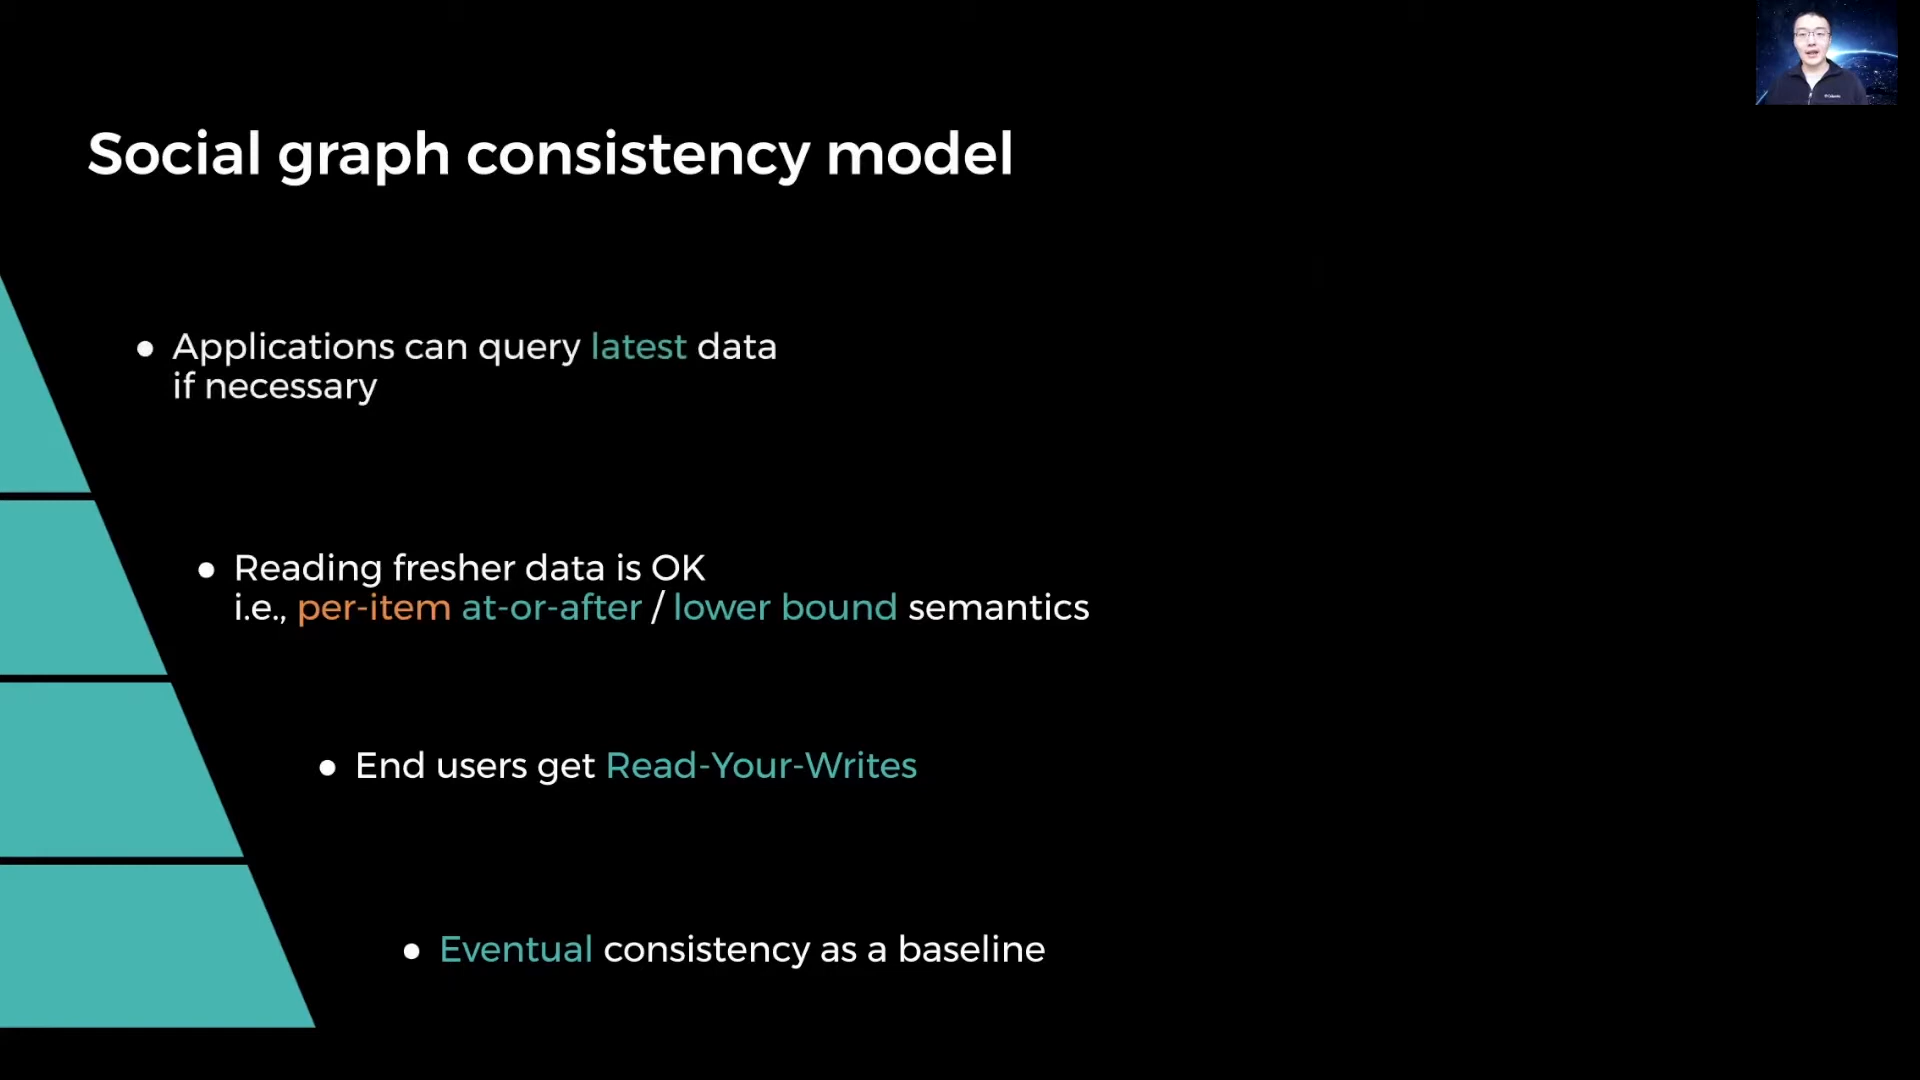 Social graph consistency model
● Applications can query latest data
if necessary
● Reading fresher data is OK
i.e., per-item at-or-after / lower bound semantics
● End users get Read-Your-Writes
● Eventual consistency as a baseline